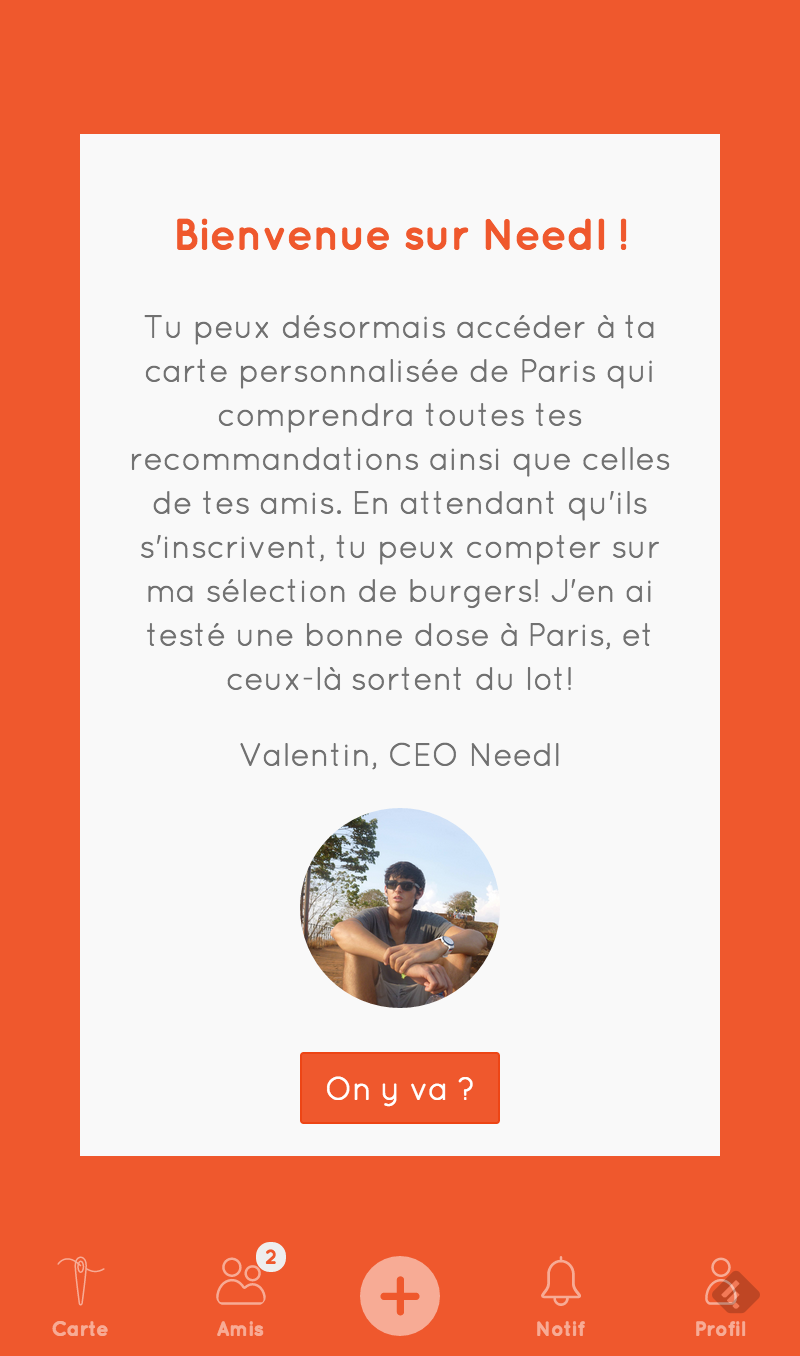 Bienvenue sur Needl !
Tu peux désormais accéder à ta
carte personnalisée de Paris qui
comprendra toutes tes
recommandations ainsi que celles
de tes amis. En attendant qu'ils
s'inscrivent, tu peux compter sur
ma sélection de burgers! J'en ai
testé une bonne dose à Paris, et
ceux-là sortent du lot!
Valentin, CEO Needl
On y va ?
2
Carte
Amis
Notif
Profil